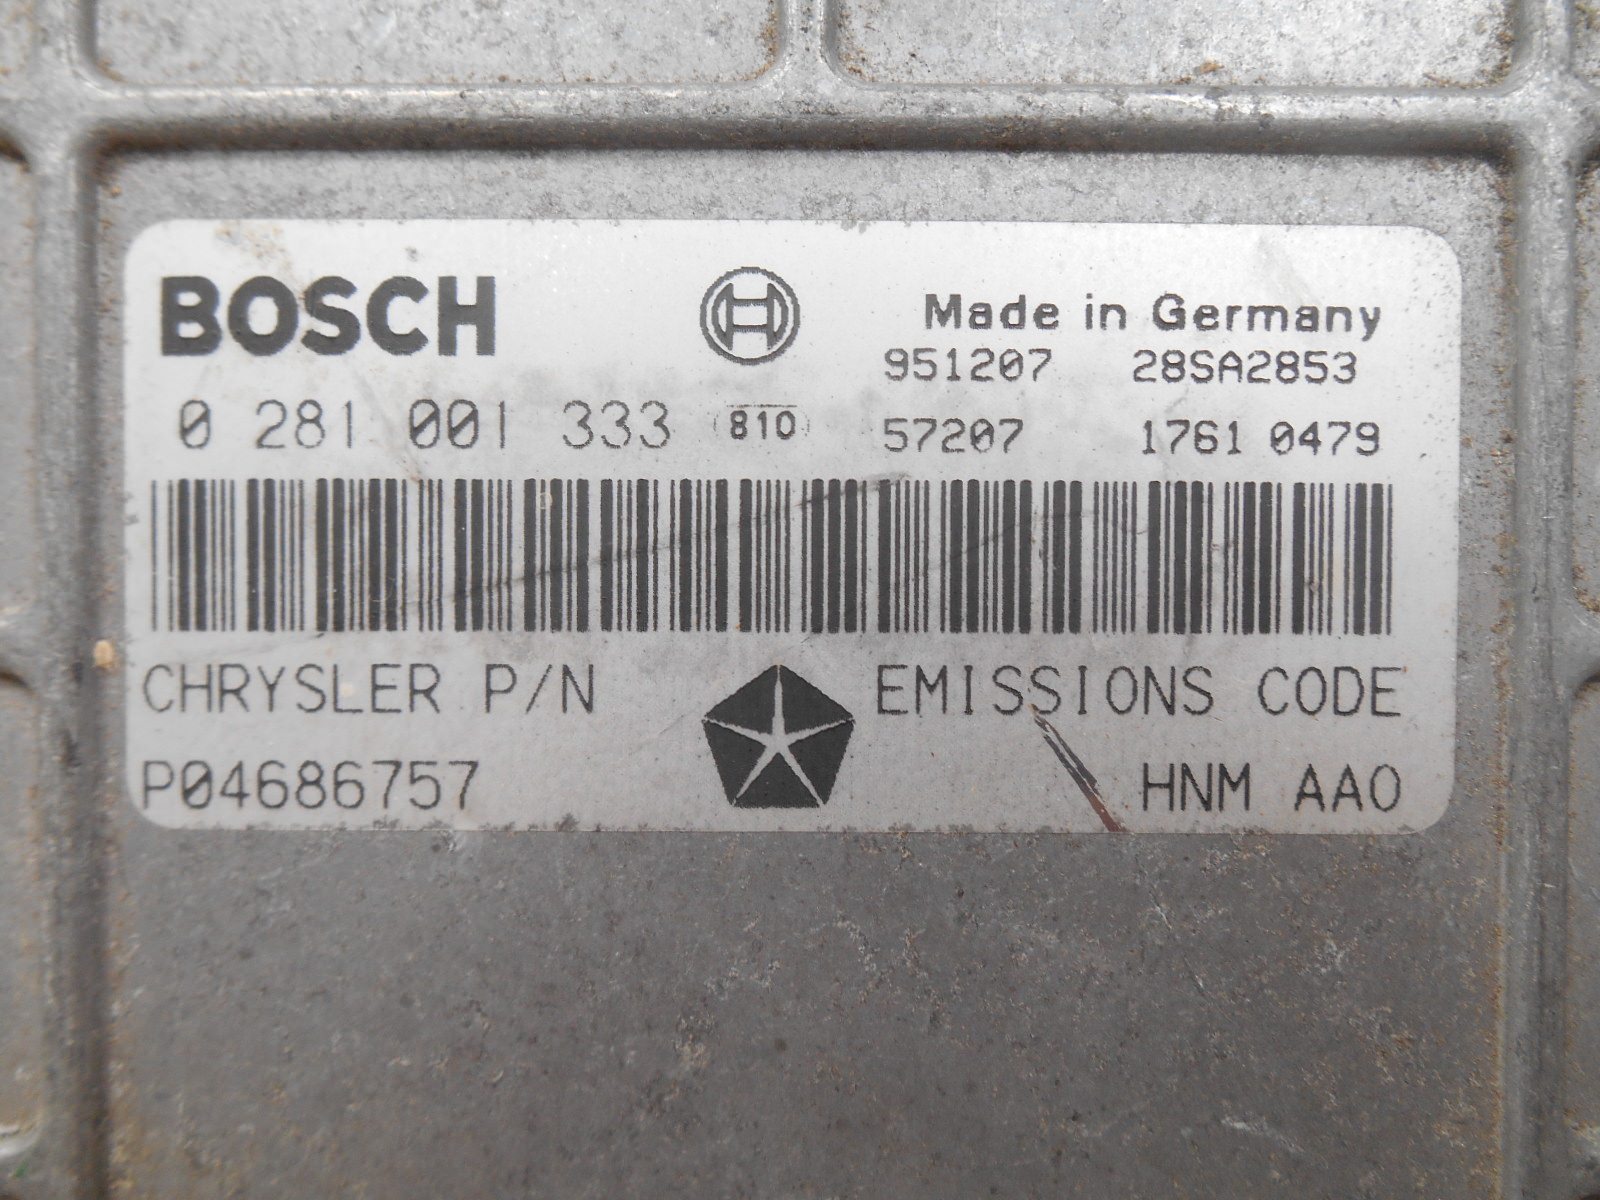 BOSCH
Made in Germany
951207 28SA2853
0 281 001 333 810 57207 1761 0479
CHRYSLER P/N EMISSIONS CODE
P04686757 HNM AA0